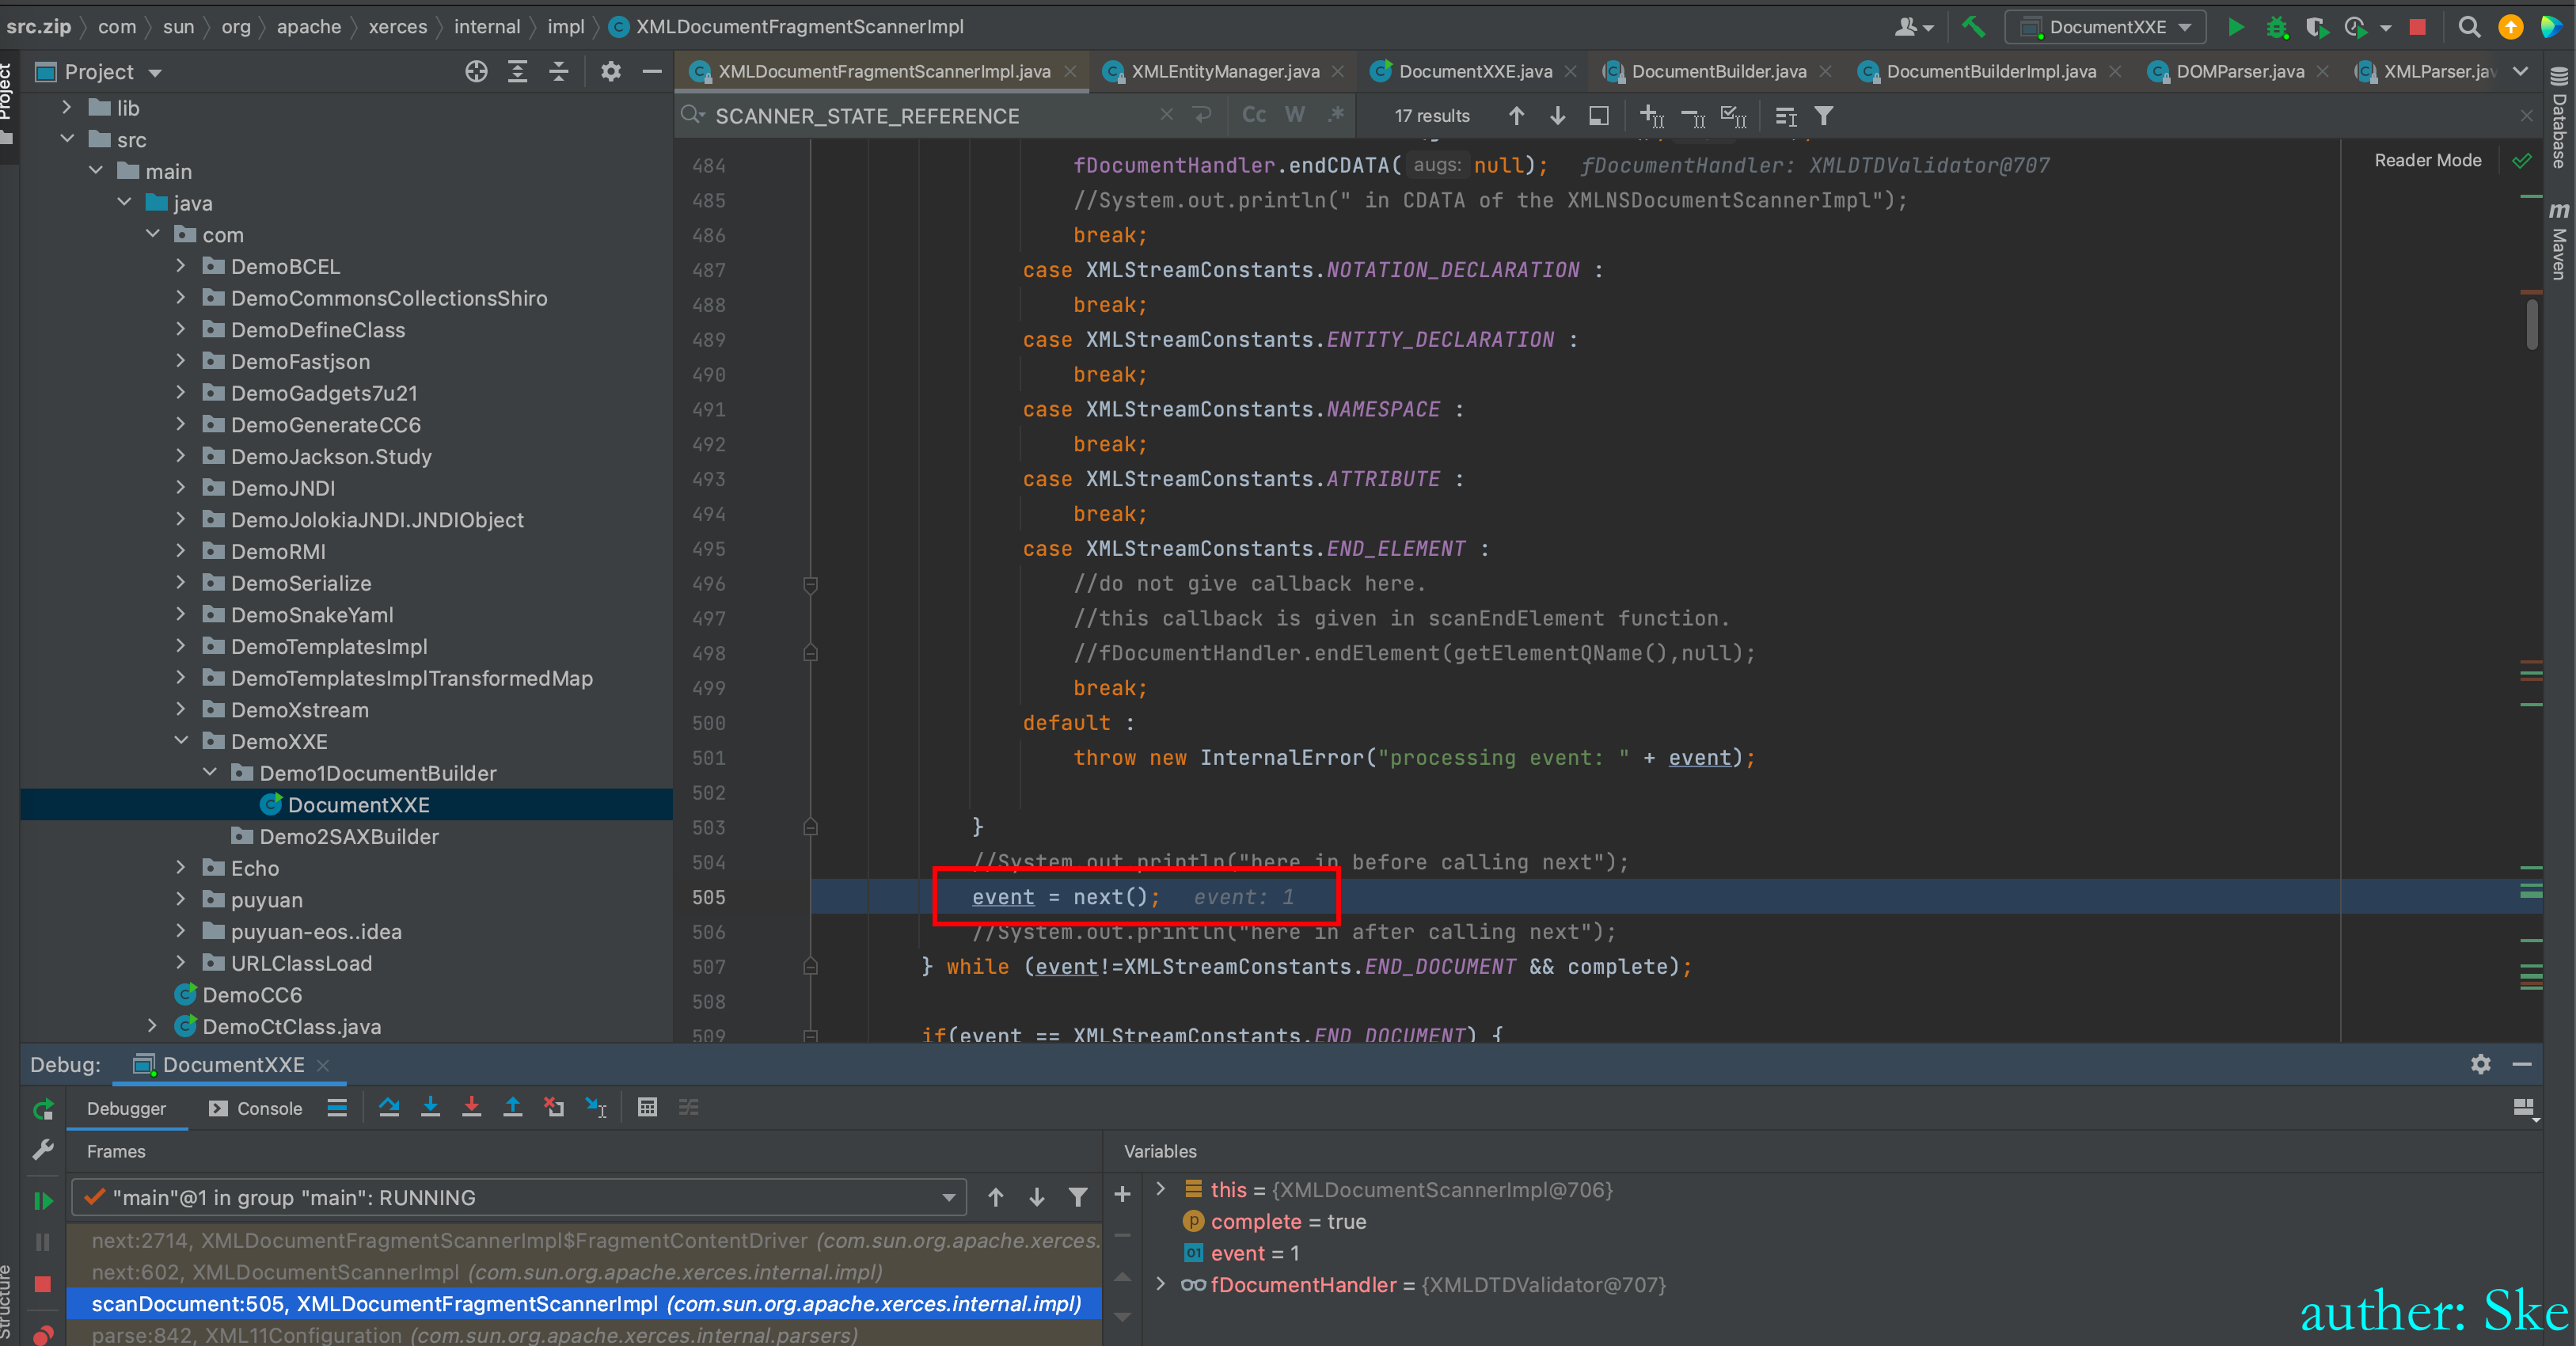 src.zip com sun org apache xerces internal impl XMLDocumentFragmentScannerImpl
DocumentXXE
Project
XMLDocumentFragmentScannerImpl.java
XMLEntityManager.java
DocumentXXE.java
DocumentBuilder.java
DocumentBuilderImpl.java
DOMParser.java
XMLParser.jav
Project
lib
src
main
java
com
DemoBCEL
DemoCommonsCollectionsShiro
DemoDefineClass
DemoFastjson
DemoGadgets7u21
DemoGenerateCC6
DemoJackson.Study
DemoJNDI
DemoJolokiaJNDI.JNDIObject
DemoRMI
DemoSerialize
DemoSnakeYaml
DemoTemplatesImpl
DemoTemplatesImplTransformedMap
DemoXstream
DemoXXE
Demo1DocumentBuilder
DocumentXXE
Demo2SAXBuilder
Echo
puyuan
puyuan-eos..idea
URLClassLoad
DemoCC6
DemoCtClass.java
SCANNER_STATE_REFERENCE
Cc W .*
17 results
Reader Mode
484 fDocumentHandler.endCDATA( augs: null); fDocumentHandler: XMLDTDValidator@707
485 //System.out.println(" in CDATA of the XMLNSDocumentScannerImpl");
486 break;
487 case XMLStreamConstants.NOTATION_DECLARATION :
488 break;
489 case XMLStreamConstants.ENTITY_DECLARATION :
490 break;
491 case XMLStreamConstants.NAMESPACE :
492 break;
493 case XMLStreamConstants.ATTRIBUTE :
494 break;
495 case XMLStreamConstants.END_ELEMENT :
496 //do not give callback here.
497 //this callback is given in scanEndElement function.
498 //fDocumentHandler.endElement(getElementQName(),null);
499 break;
500 default :
501 throw new InternalError("processing event: " + event);
502
503 }
504 //System.out.println("here in before calling next");
505 event = next(); event: 1
506 //System.out.println("here in after calling next");
507 } while (event!=XMLStreamConstants.END_DOCUMENT && complete);
508
509 if(event == XMLStreamConstants.END_DOCUMENT) {
Database
m Maven
Debug: DocumentXXE
Debugger
Console
Frames
"main"@1 in group "main": RUNNING
next:2714, XMLDocumentFragmentScannerImpl$FragmentContentDriver (com.sun.org.apache.xerces.
next:602, XMLDocumentScannerImpl (com.sun.org.apache.xerces.internal.impl)
scanDocument:505, XMLDocumentFragmentScannerImpl (com.sun.org.apache.xerces.internal.impl)
parse:842, XML11Configuration (com.sun.org.apache.xerces.internal.parsers)
Structure
Variables
this = {XMLDocumentScannerImpl@706}
p complete = true
01 event = 1
fDocumentHandler = {XMLDTDValidator@707}
auther: Ske